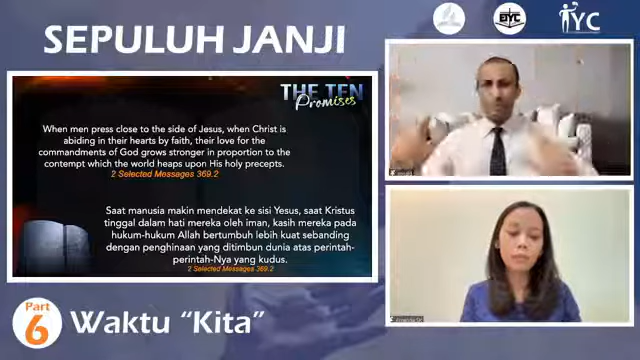 SEPULUH JANJI
BYC
iYC
THE TEN
Promises
When men press close to the side of Jesus, when Christ is
abiding in their hearts by faith, their love for the
commandments of God grows stronger in proportion to the
contempt which the world heaps upon His holy precepts.
2 Selected Messages 369.2
Saat manusia makin mendekat ke sisi Yesus, saat Kristus
tinggal dalam hati mereka oleh iman, kasih mereka pada
hukum-hukum Allah bertumbuh lebih kuat sebanding
dengan penghinaan yang ditimbun dunia atas perintah-
perintah-Nya yang kudus.
2 Selected Messages 369.2
Part
6
Waktu “Kita”